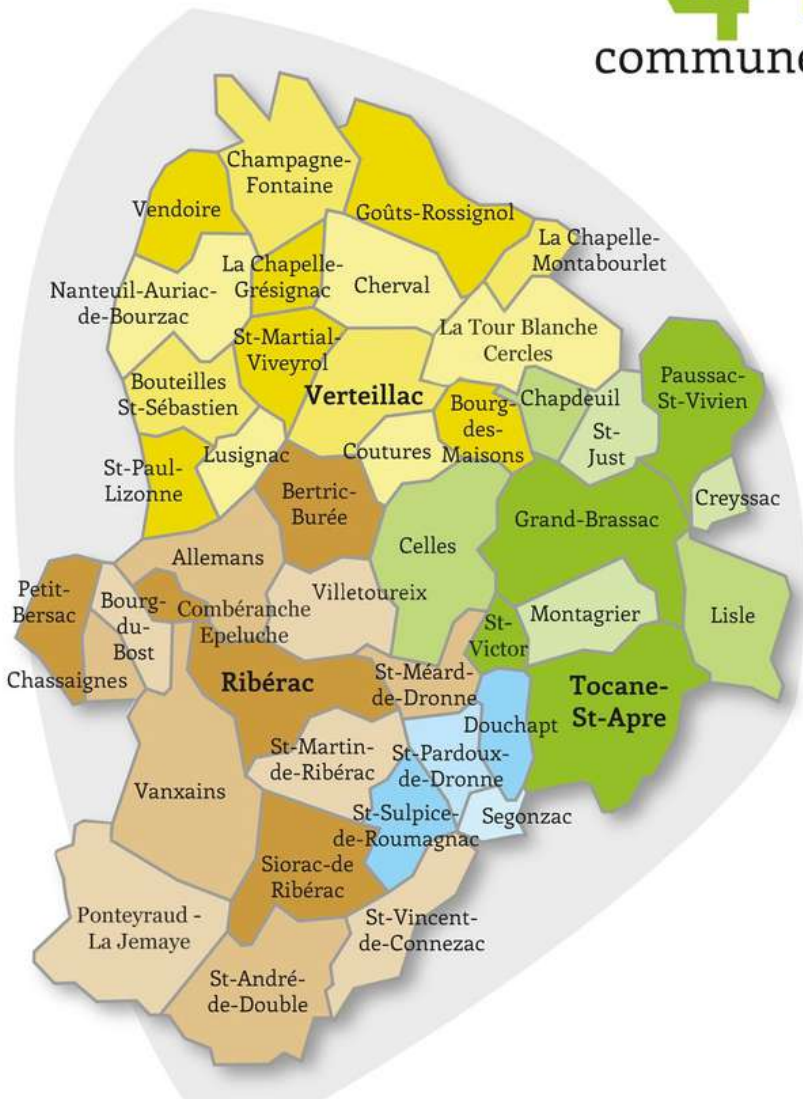 commune
Champagne-
Fontaine
Vendoire
Goûts-Rossignol
La Chapelle-
Montabourlet
La Chapelle-
Grésignac
Cherval
Nanteuil-Auriac-
de-Bourzac
La Tour Blanche
Cercles
St-Martial-
Viveyrol
Paussac-
St-Vivien
Bouteilles
St-Sébastien
Verteillac
Bourg-
des-
Maisons
Chapdeuil
St-
Just
Lusignac
Coutures
St-Paul-
Lizonne
Bertric-
Burée
Creyssac
Grand-Brassac
Celles
Allemans
Petit-
Bersac
Bourg-
du-
Bost
Combéranche
Epeluche
Villetoureix
Montagrier
Lisle
St-
Victor
Chassaignes
Ribérac
St-Méard-
de-Dronne
Tocane-
St-Apre
Douchapt
St-Martin-
de-Ribérac
St-Pardoux-
de-Dronne
Vanxains
St-Sulpice-
de-Roumagnac
Segonzac
Siorac-de
Ribérac
Ponteyraud -
La Jemaye
St-Vincent-
de-Connezac
St-André-
de-Double